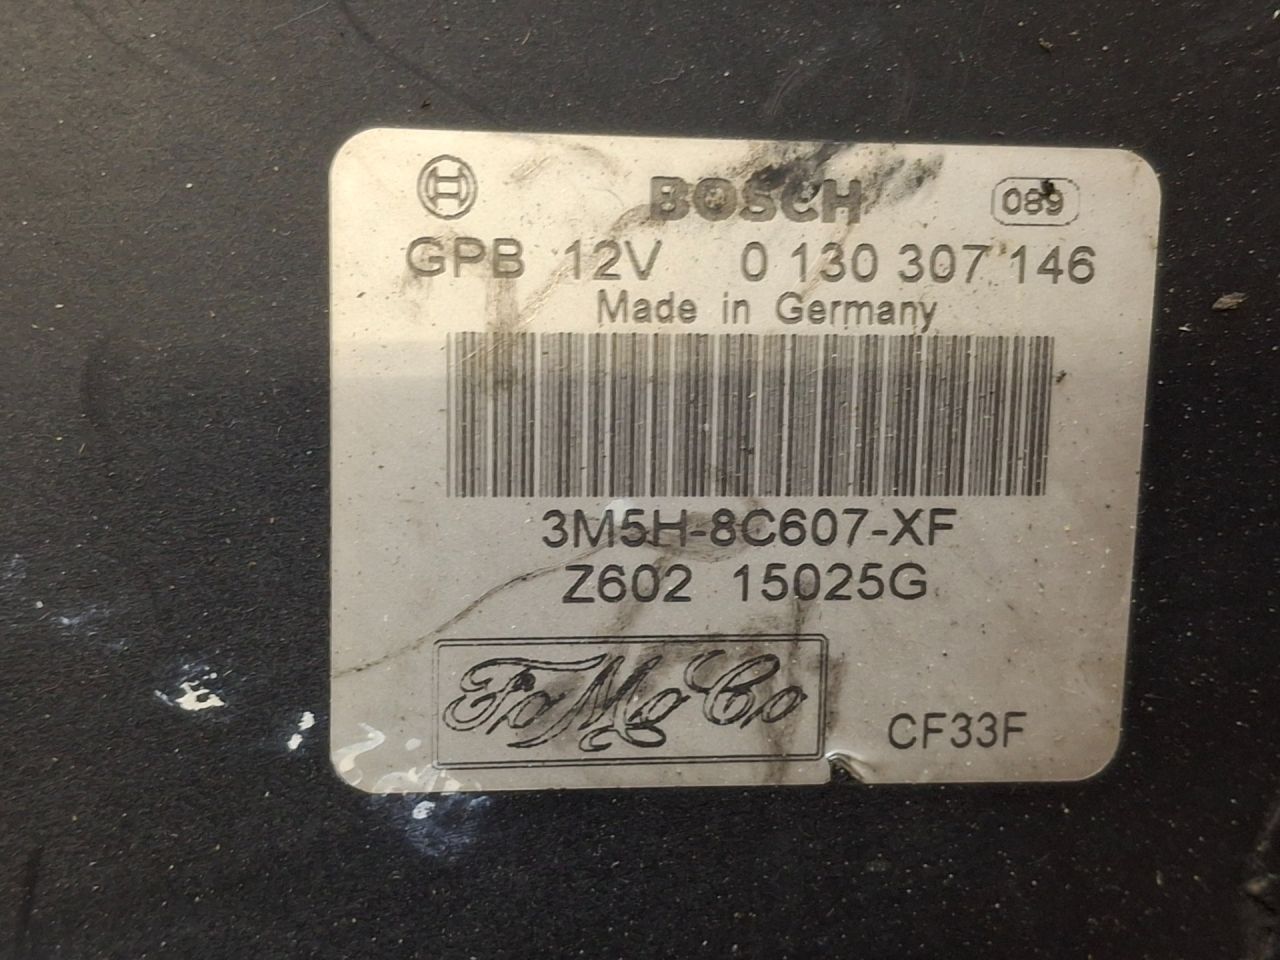 BOSCH 089
GPB 12V 0 130 307 146
Made in Germany
3M5H-8C607-XF
Z602 15025G
FoMoCo
CF33F